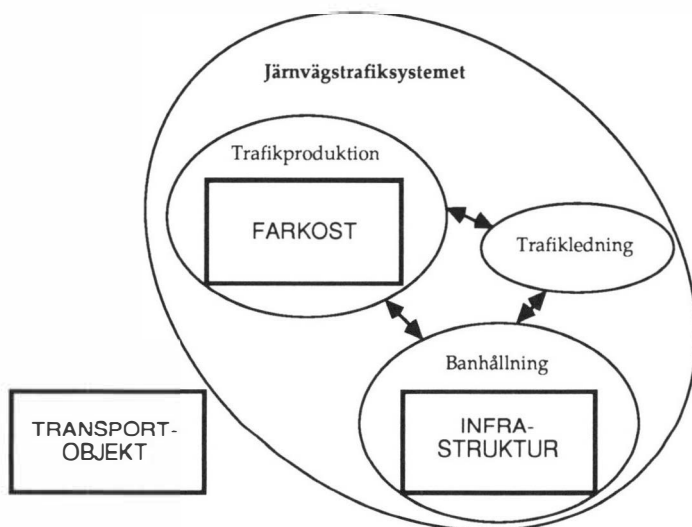 Järnvägstrafiksystemet
Trafikproduktion
FARKOST
Trafikledning
Banhållning
INFRA-
STRUKTUR
TRANSPORT-
OBJEKT